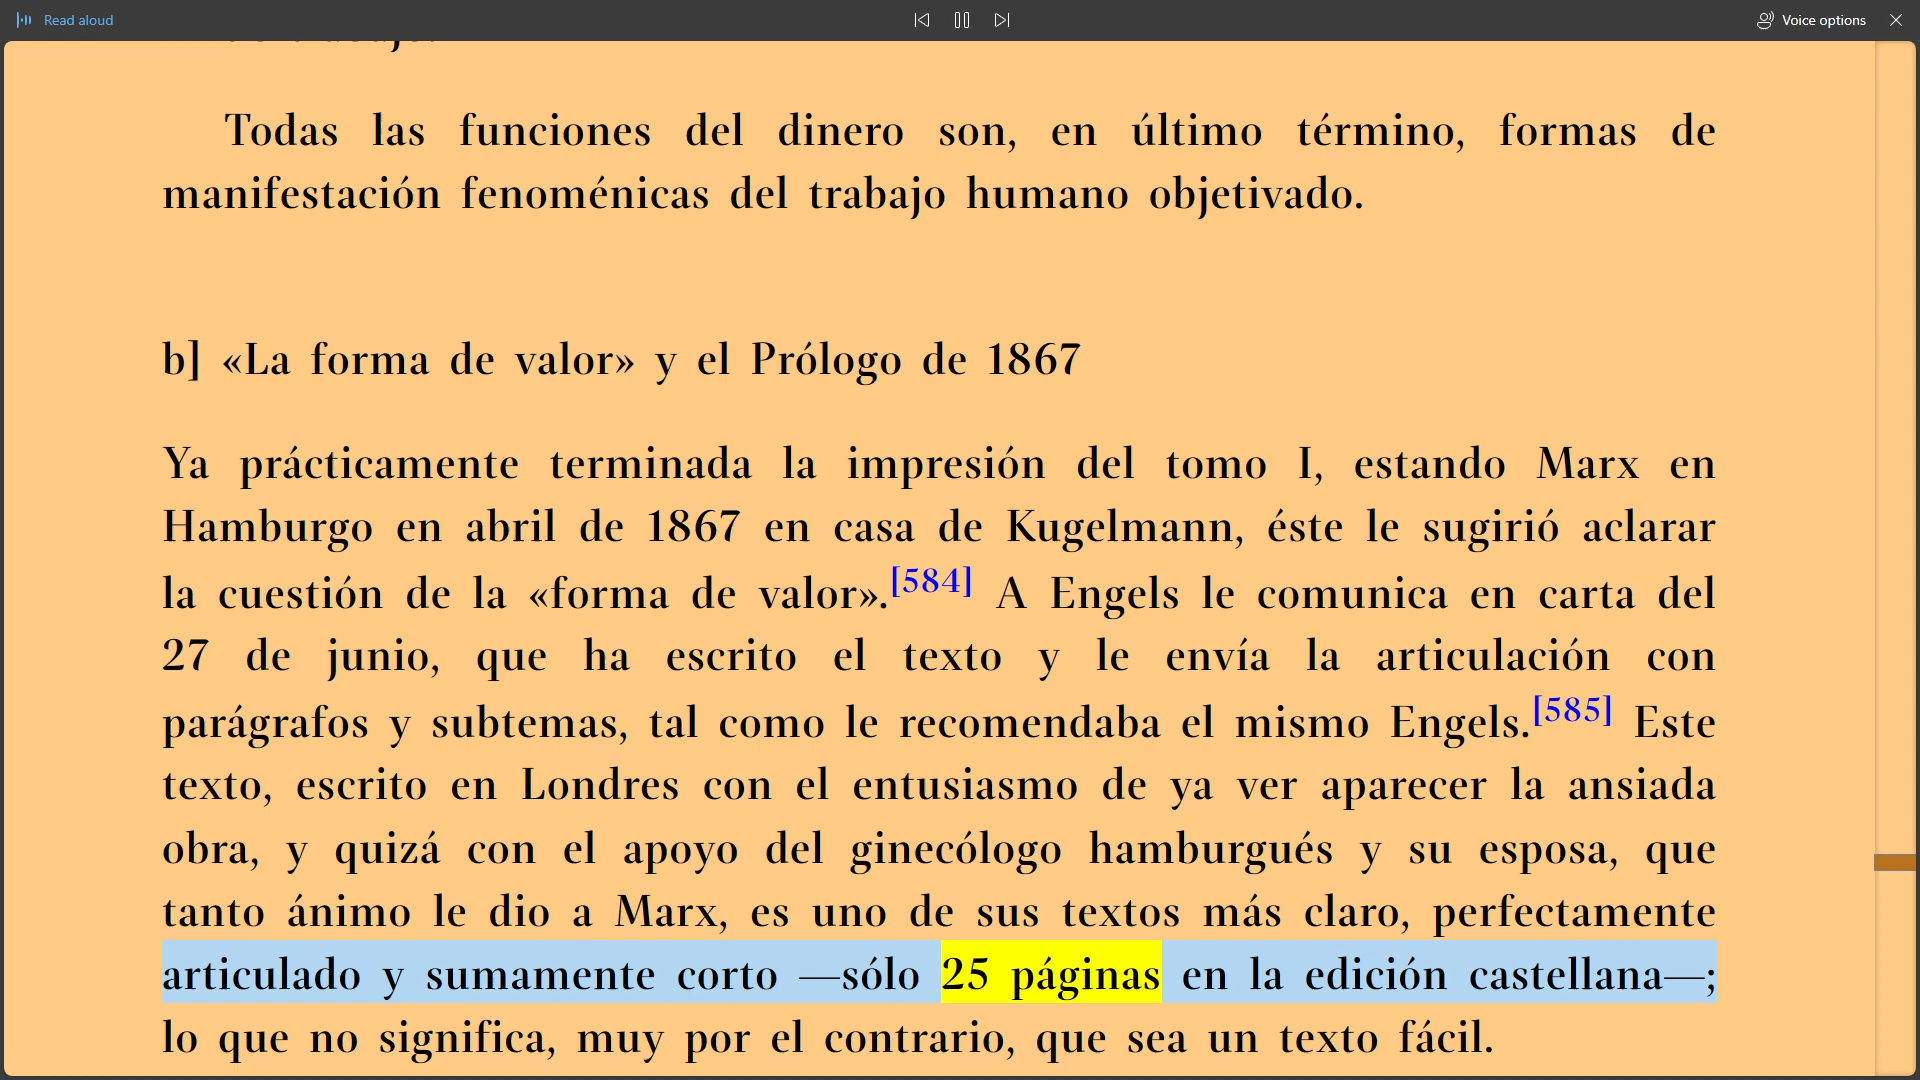 Read aloud
Voice options
Todas las funciones del dinero son, en último término, formas de
manifestación fenoménicas del trabajo humano objetivado.
b] «La forma de valor» y el Prólogo de 1867
Ya prácticamente terminada la impresión del tomo I, estando Marx en
Hamburgo en abril de 1867 en casa de Kugelmann, éste le sugirió aclarar
la cuestión de la «forma de valor».[584] A Engels le comunica en carta del
27 de junio, que ha escrito el texto y le envía la articulación con
parágrafos y subtemas, tal como le recomendaba el mismo Engels.[585] Este
texto, escrito en Londres con el entusiasmo de ya ver aparecer la ansiada
obra, y quizá con el apoyo del ginecólogo hamburgués y su esposa, que
tanto ánimo le dio a Marx, es uno de sus textos más claro, perfectamente
articulado y sumamente corto —sólo 25 páginas en la edición castellana—;
lo que no significa, muy por el contrario, que sea un texto fácil.